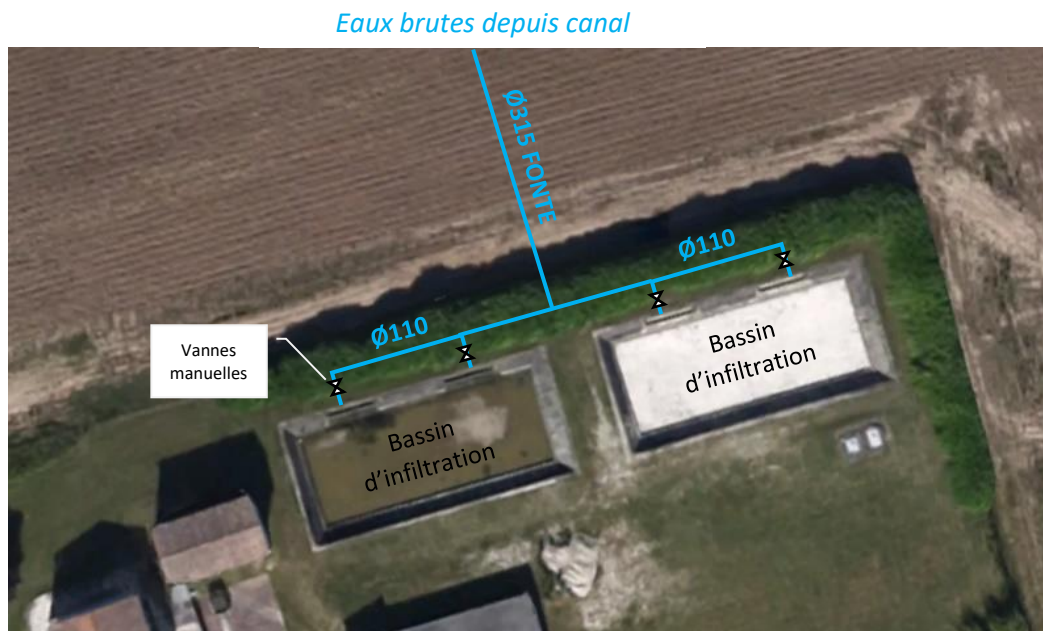 Eaux brutes depuis canal
Ø315 FONTE
Ø110
Ø110
Vannes
manuelles
Bassin
d’infiltration
Bassin
d’infiltration